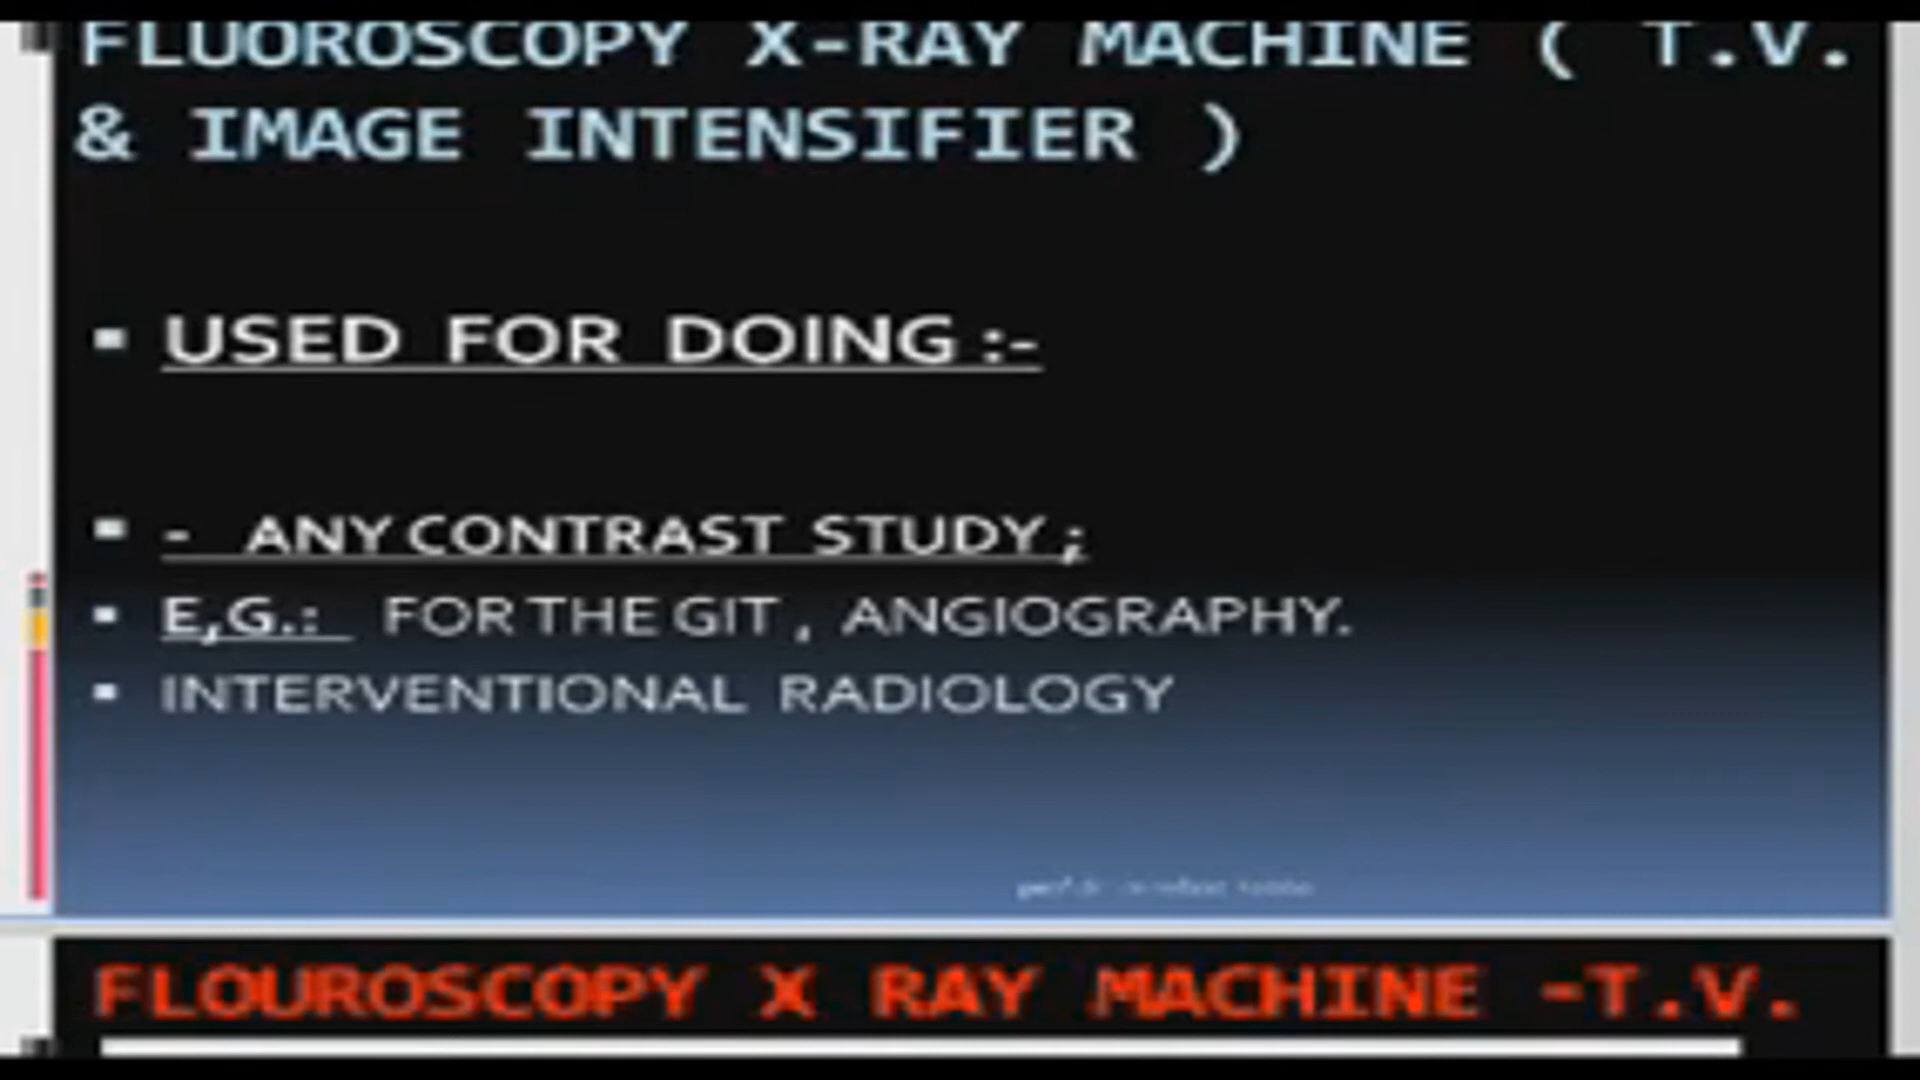 FLUOROSCOPY X-RAY MACHINE ( T.V.
& IMAGE INTENSIFIER )
▪ USED FOR DOING :-
▪ - ANY CONTRAST STUDY ;
▪ E,G.: FOR THE GIT , ANGIOGRAPHY.
▪ INTERVENTIONAL RADIOLOGY
FLOUROSCOPY X RAY MACHINE -T.V.